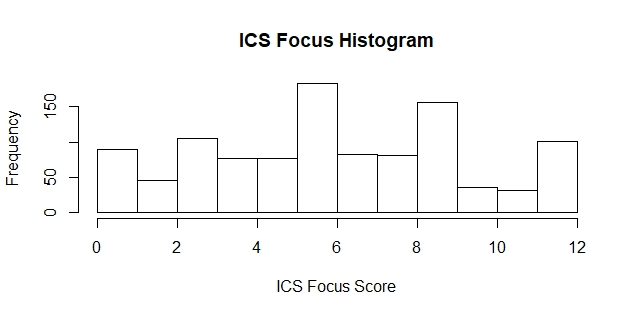 ICS Focus Histogram
Frequency
0 50 150
0 2 4 6 8 10 12
ICS Focus Score